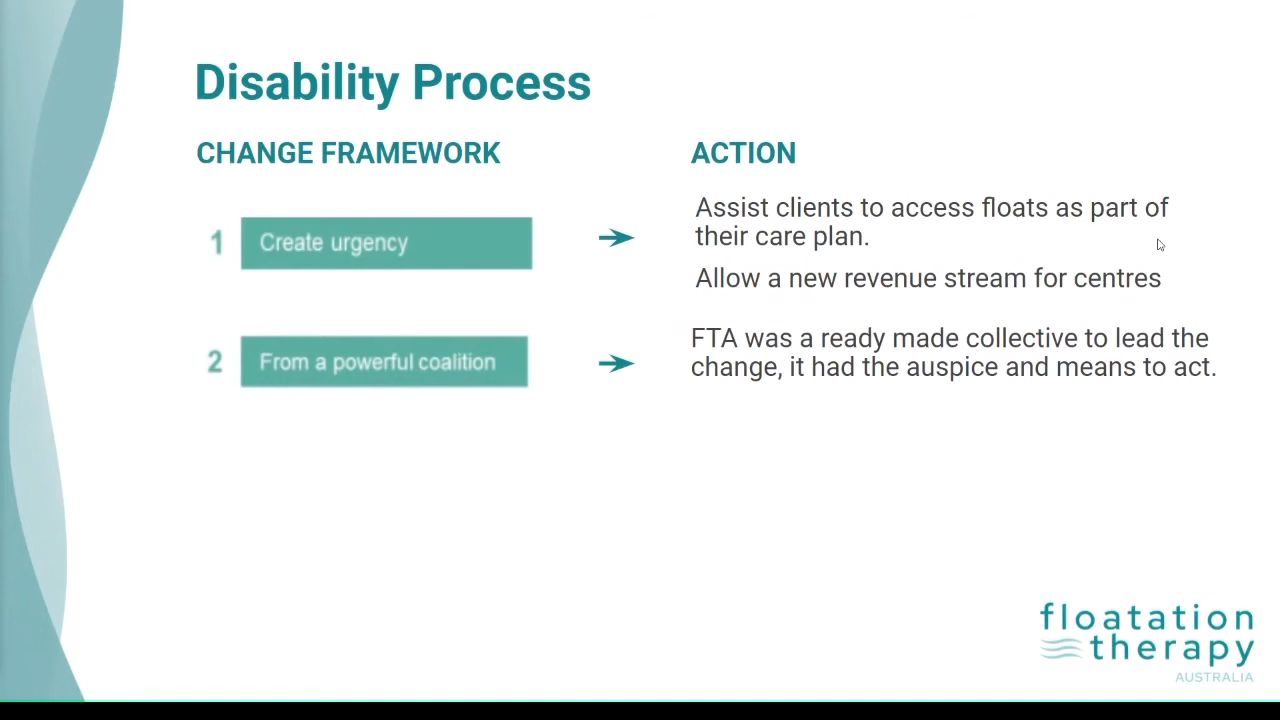 Disability Process
CHANGE FRAMEWORK
ACTION
1 Create urgency
Assist clients to access floats as part of
their care plan.
Allow a new revenue stream for centres
2 From a powerful coalition
FTA was a ready made collective to lead the
change, it had the auspice and means to act.
floatation
therapy
AUSTRALIA